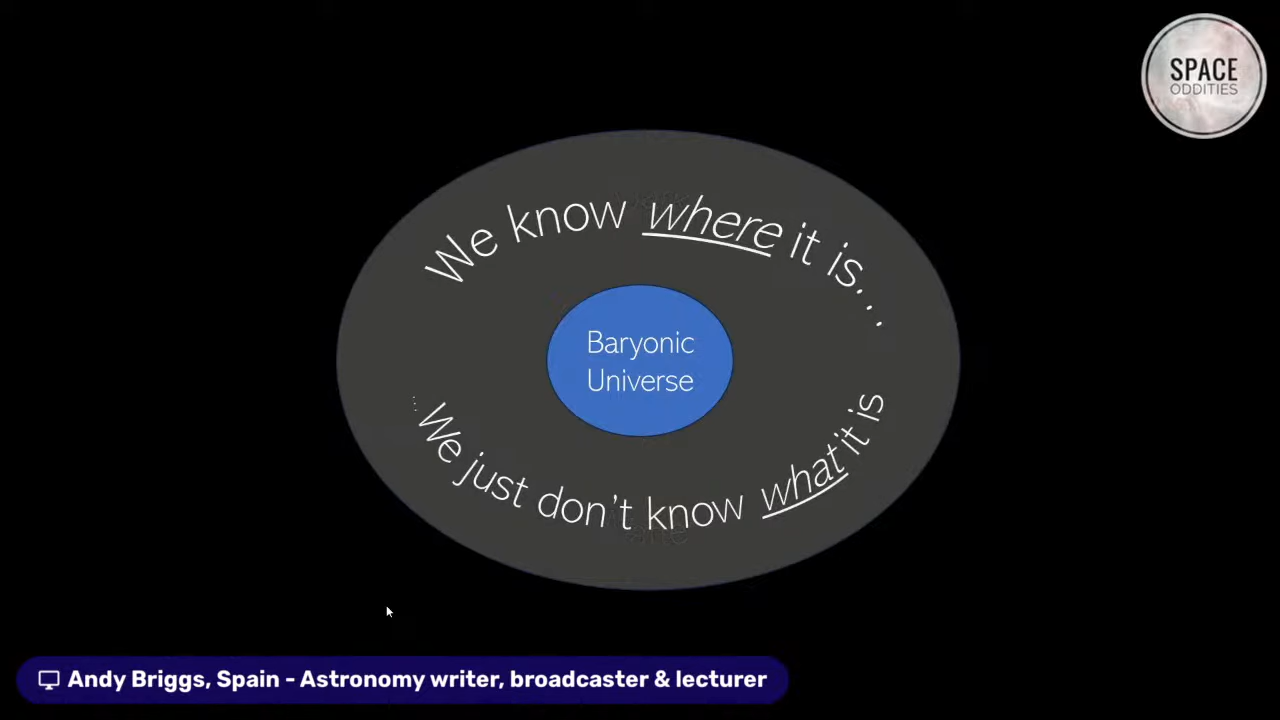 SPACE
ODDITIES
We know where it is...
Baryonic
Universe
...We just don't know what it is
Andy Briggs, Spain - Astronomy writer, broadcaster & lecturer